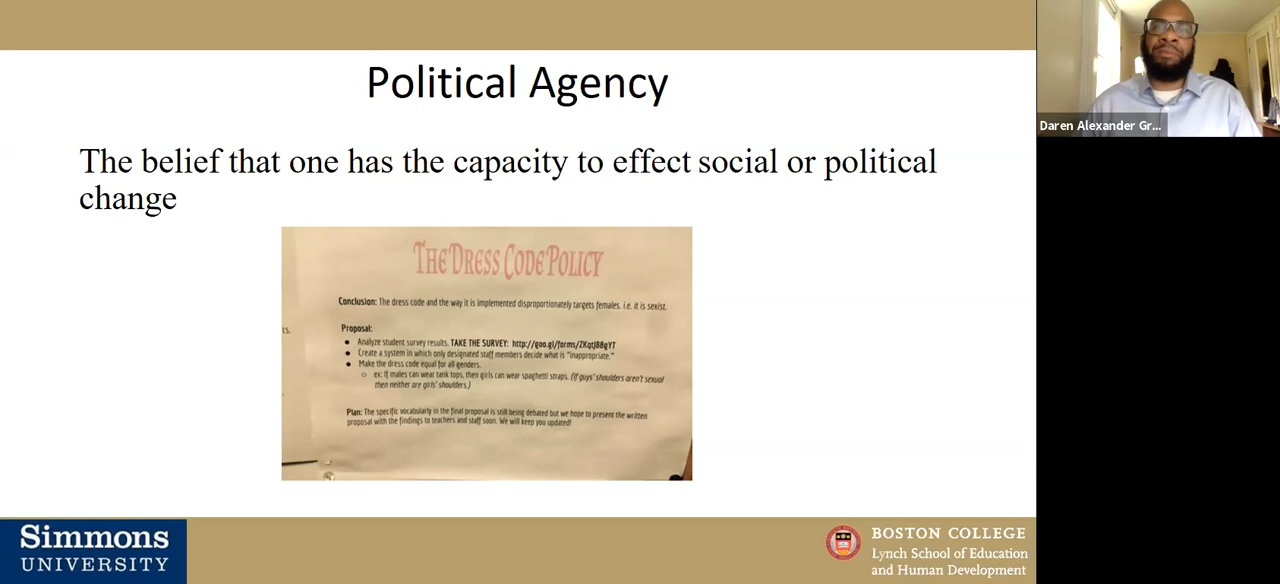 Political Agency
The belief that one has the capacity to effect social or political
change
THE DRESS CODE POLICY
Conclusion: The dress code and the way it is implemented disproportionately targets females. i.e. it is sexist.
cs.
Proposal:
● Analyze student survey results. TAKE THE SURVEY: http://goo.gl/forms/ZKqtJ88gYT
● Create a system in which only designated staff members decide what is "inappropriate."
● Make the dress code equal for all genders.
○ ex: If males can wear tank tops, then girls can wear spaghetti straps. (If guys' shoulders aren't sexual
then neither are girls' shoulders.)
Plan: The specific vocabularly in the final proposal is still being debated but we hope to present the written
proposal with the findings to teachers and staff soon. We will keep you updated!
Simmons
UNIVERSITY
BOSTON COLLEGE
Lynch School of Education
and Human Development
Daren Alexander Gr...